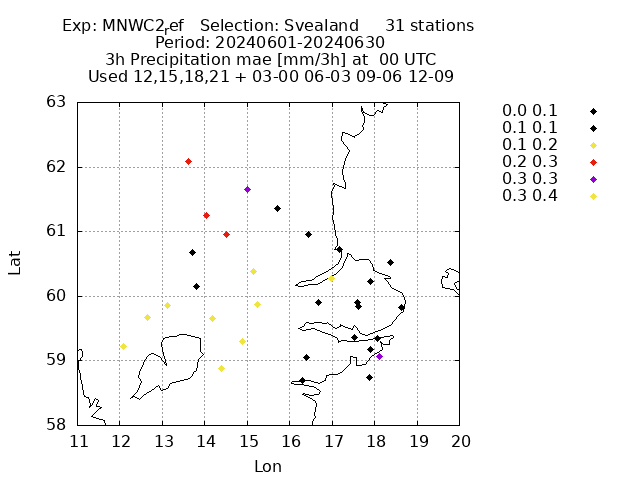 Exp: MNWC2ref   Selection: Svealand     31 stations
Period: 20240601-20240630
3h Precipitation mae [mm/3h] at  00 UTC
Used 12,15,18,21 + 03-00 06-03 09-06 12-09
0.0 0.1
0.1 0.1
0.1 0.2
0.2 0.3
0.3 0.3
0.3 0.4
63
62
61
60
59
58
Lat
11 12 13 14 15 16 17 18 19 20
Lon